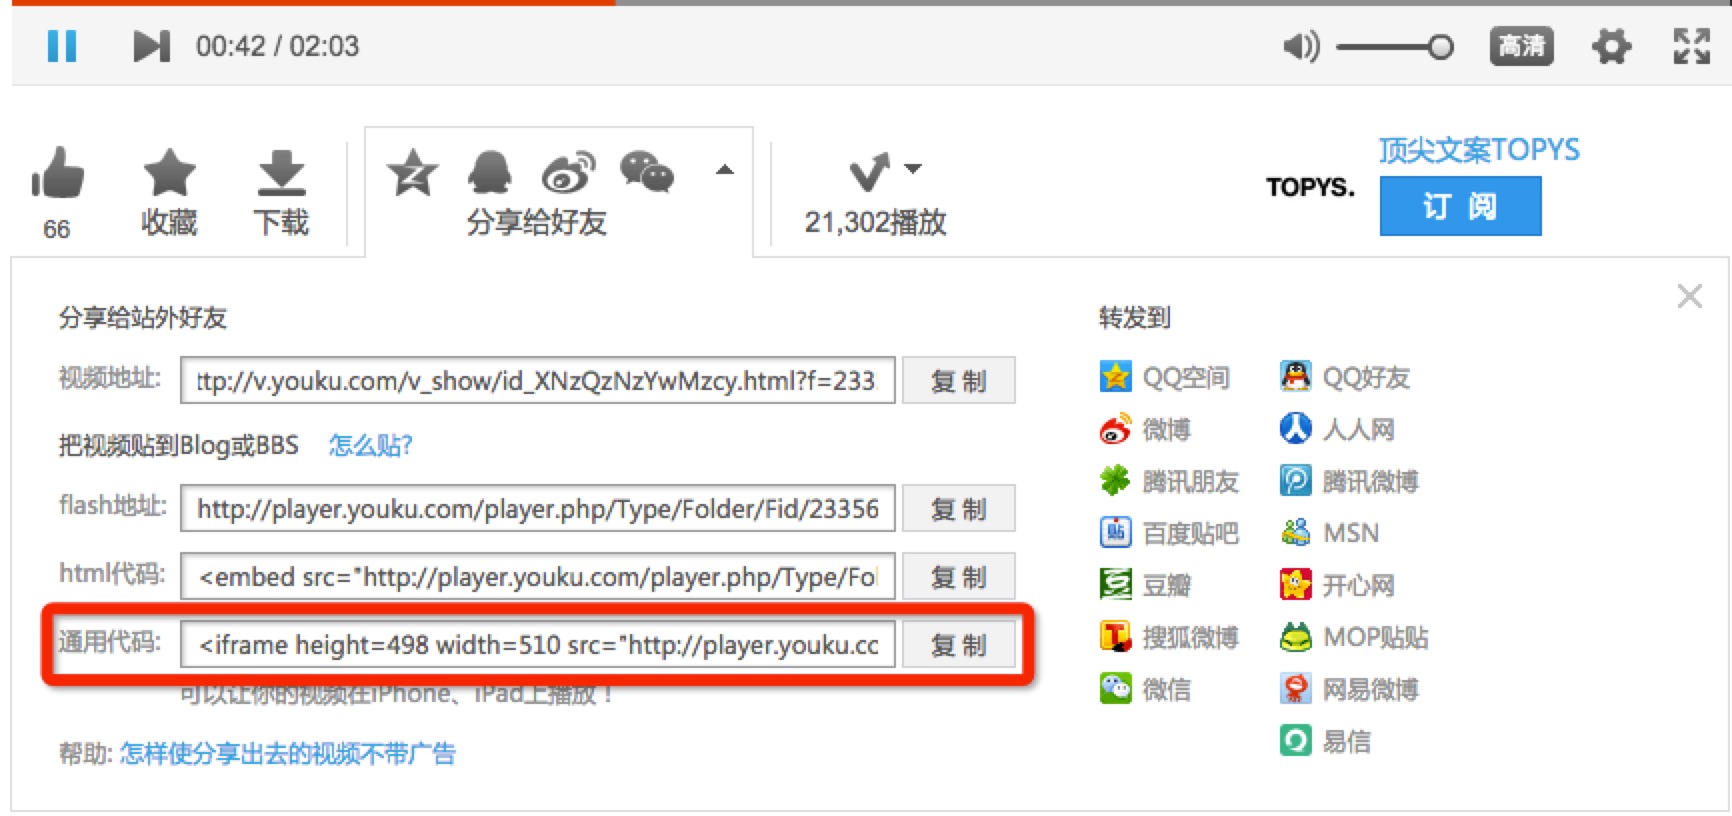 00:42 / 02:03
高清
66
收藏
下载
分享给好友
21,302播放
TOPYS.
顶尖文案TOPYS
订 阅
分享给站外好友
视频地址: ttp://v.youku.com/v_show/id_XNzQzNzYwMzcy.html?f=233 复 制
把视频贴到Blog或BBS 怎么贴?
flash地址: http://player.youku.com/player.php/Type/Folder/Fid/23356 复 制
html代码: <embed src="http://player.youku.com/player.php/Type/Fol 复 制
通用代码: <iframe height=498 width=510 src="http://player.youku.cc 复 制
可以让你的视频在iPhone、iPad上播放！
帮助: 怎样使分享出去的视频不带广告
转发到
QQ空间 QQ好友
微博 人人网
腾讯朋友 腾讯微博
贴 百度贴吧 MSN
豆瓣 开心网
搜狐微博 MOP贴贴
微信 网易微博
易信